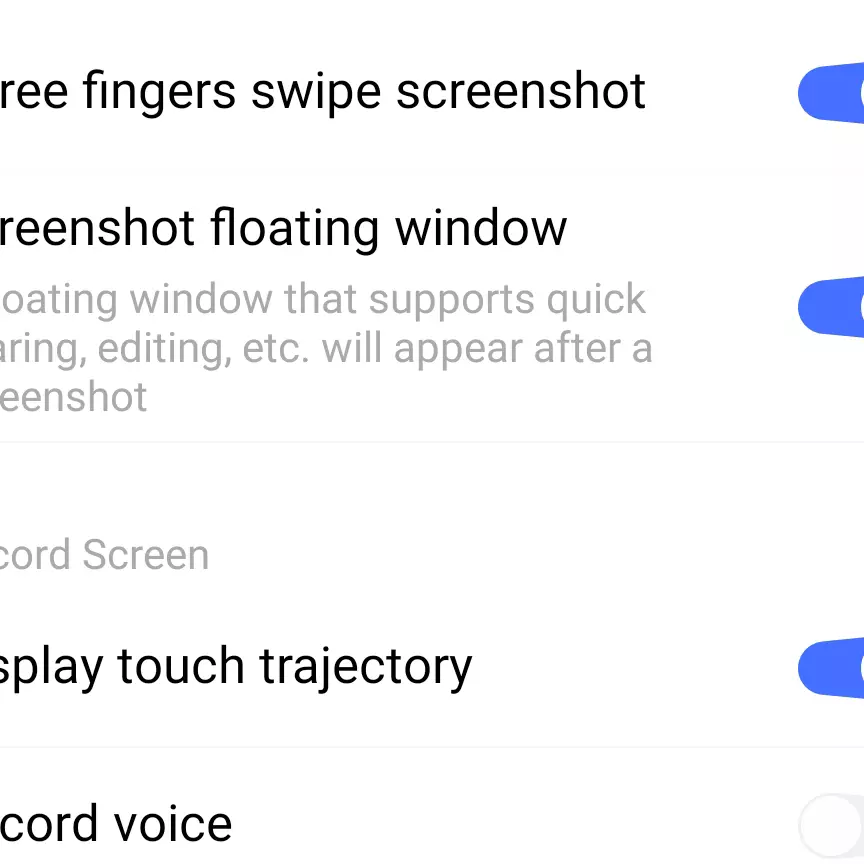 ree fingers swipe screenshot
reenshot floating window
oating window that supports quick
aring, editing, etc. will appear after a
eenshot
cord Screen
splay touch trajectory
cord voice